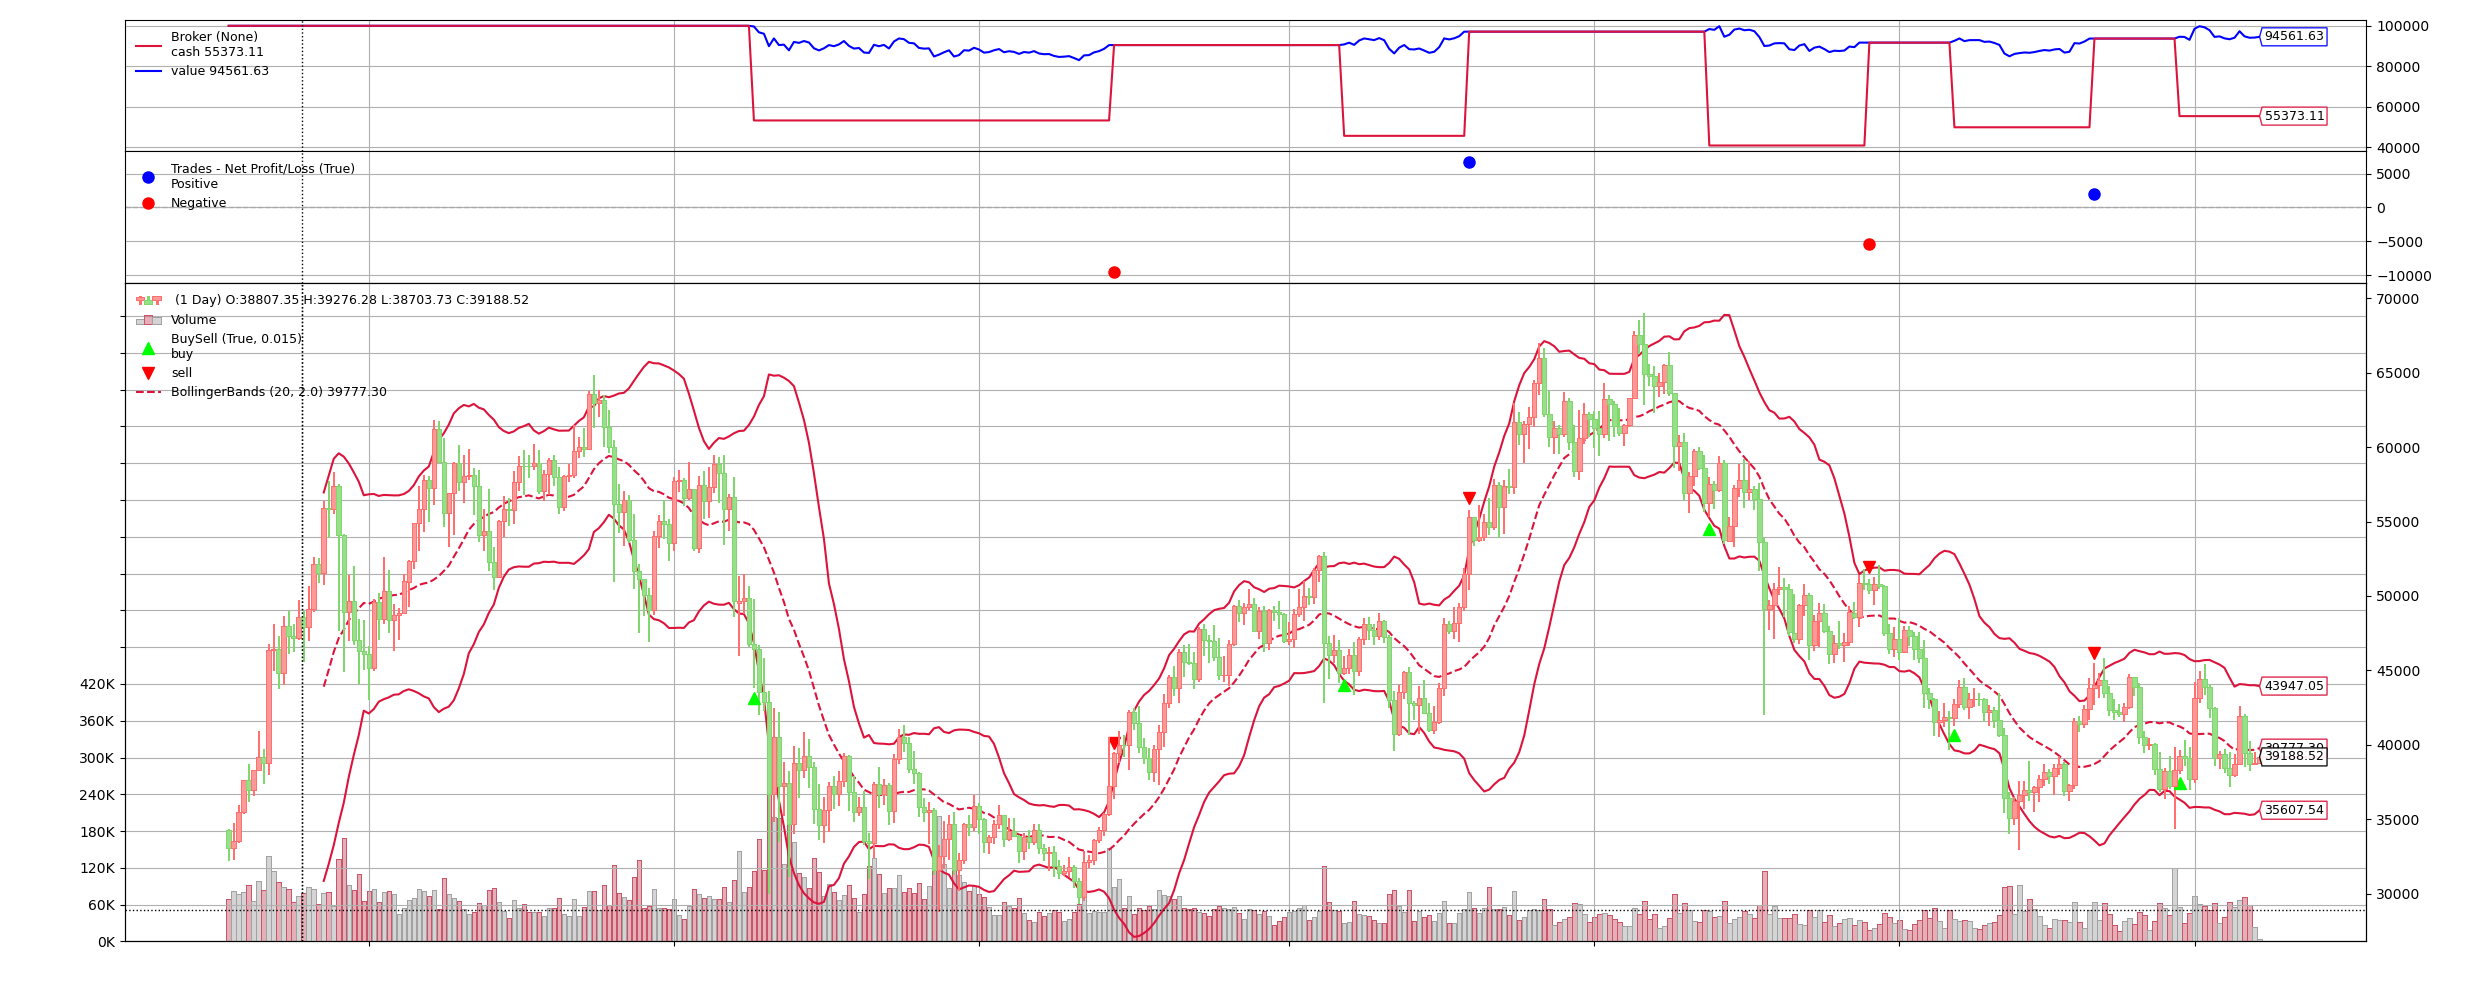 Broker (None)
cash 55373.11
value 94561.63
100000
94561.63
80000
60000
55373.11
40000
Trades - Net Profit/Loss (True)
Positive
Negative
5000
0
−5000
−10000
(1 Day) O:38807.35 H:39276.28 L:38703.73 C:39188.52
Volume
BuySell (True, 0.015)
buy
sell
BollingerBands (20, 2.0) 39777.30
70000
65000
60000
55000
50000
45000
43947.05
40000
39777.30
39188.52
35607.54
35000
30000
420K
360K
300K
240K
180K
120K
60K
0K